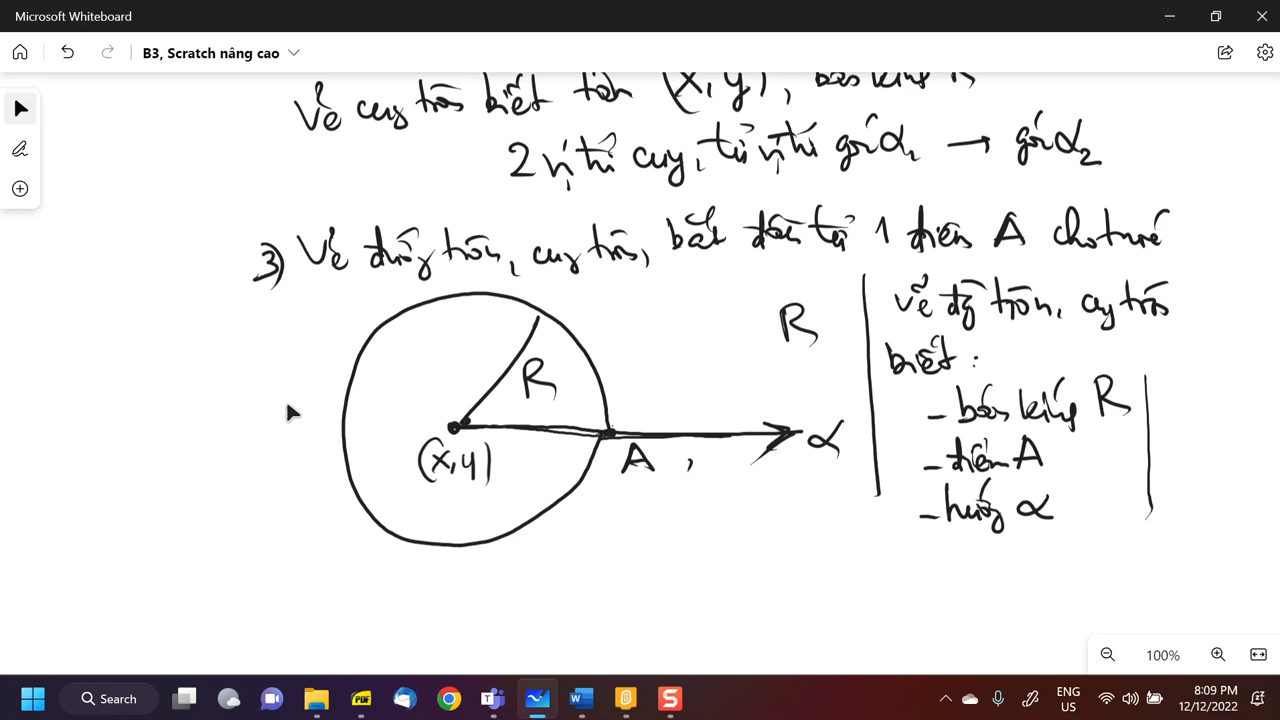 Microsoft Whiteboard
B3, Scratch nâng cao
Vẽ cung tròn biết tâm (x, y), bán kính R
2 vị trí cung, từ vị trí góc α1 → góc α2
3) Vẽ đường tròn, cung tròn, bắt đầu từ 1 điểm A cho trước
R
R
(x,y)
A ,
α
vẽ đg tròn, cung tròn
biết :
- bán kính R
- điểm A
- hướng α
100%
Search
ENG
US
8:09 PM
12/12/2022